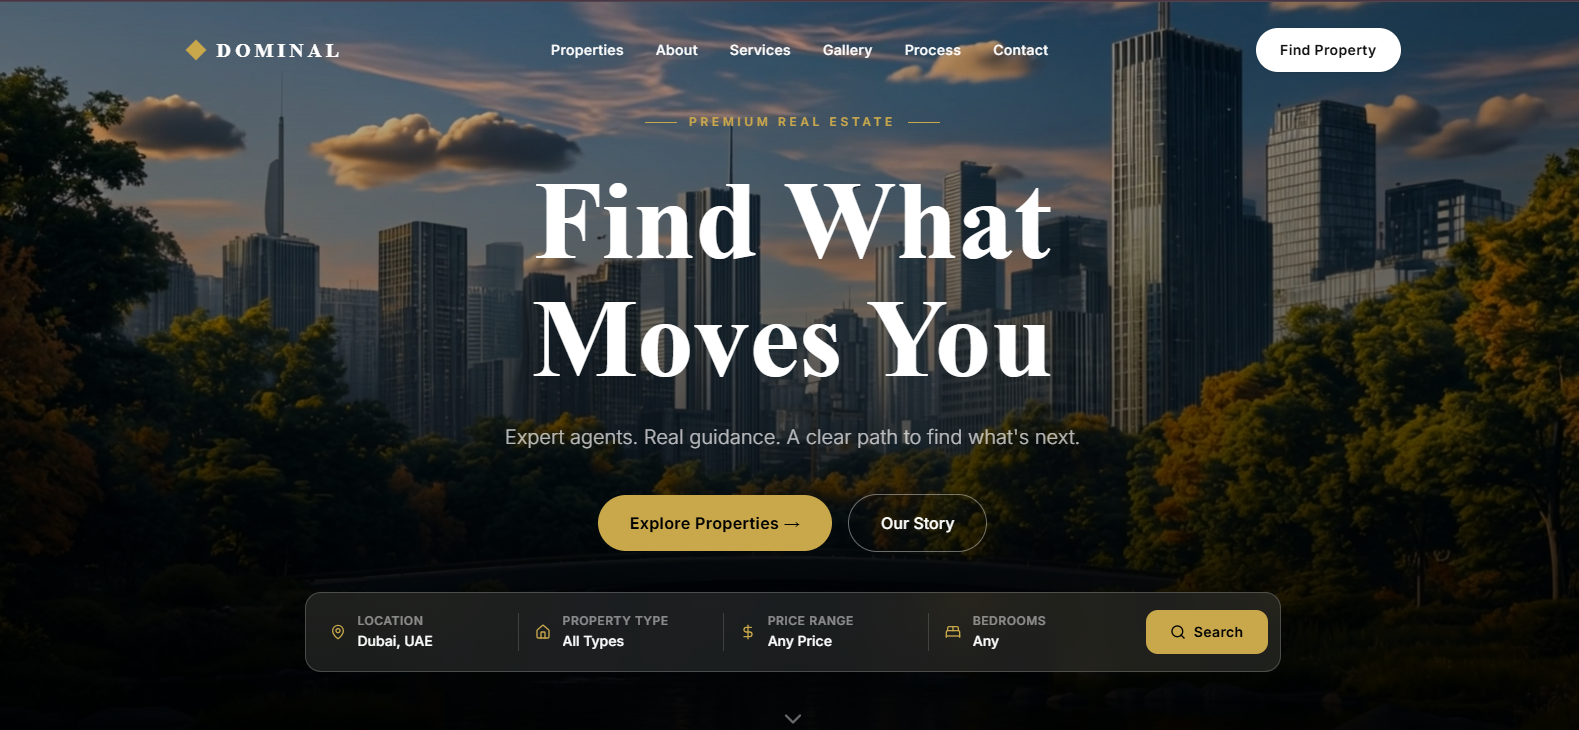 DOMINAL
Properties
About
Services
Gallery
Process
Contact
Find Property
PREMIUM REAL ESTATE
Find What
Moves You
Expert agents. Real guidance. A clear path to find what's next.
Explore Properties →
Our Story
LOCATION
Dubai, UAE
PROPERTY TYPE
All Types
PRICE RANGE
Any Price
BEDROOMS
Any
Search